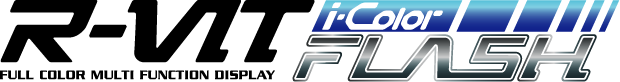 R-VIT
FULL COLOR MULTI FUNCTION DISPLAY
i-Color
FLASH